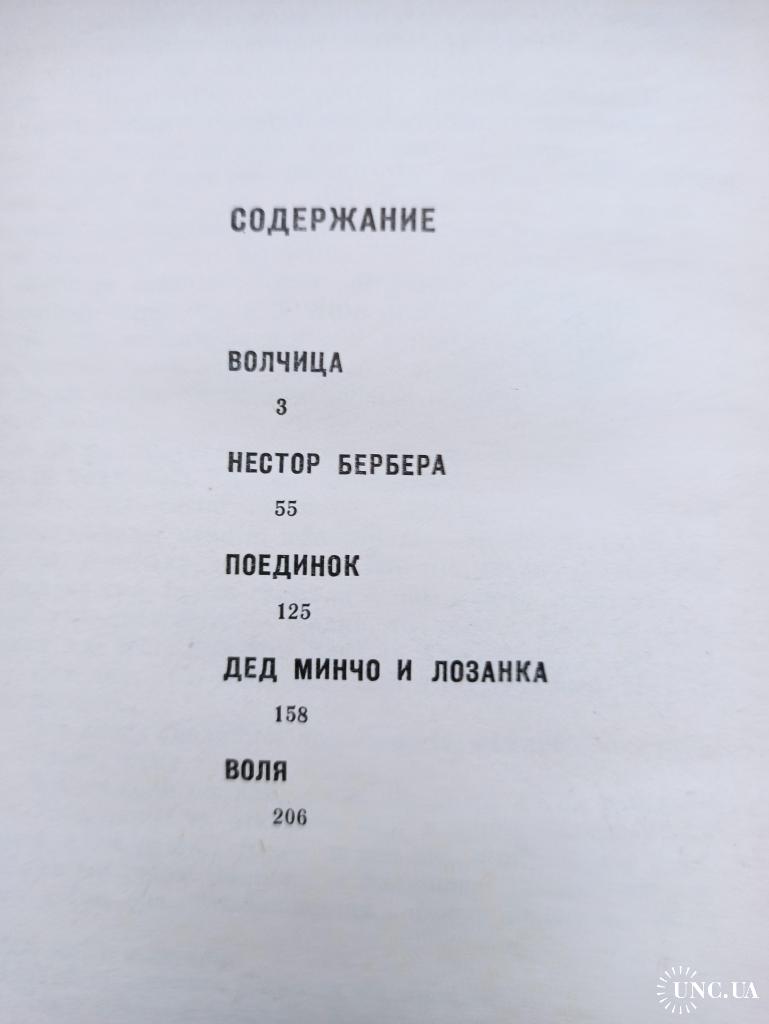 СОДЕРЖАНИЕ
ВОЛЧИЦА
3
НЕСТОР БЕРБЕРА
55
ПОЕДИНОК
125
ДЕД МИНЧО И ЛОЗАНКА
158
ВОЛЯ
206
UNC.UA